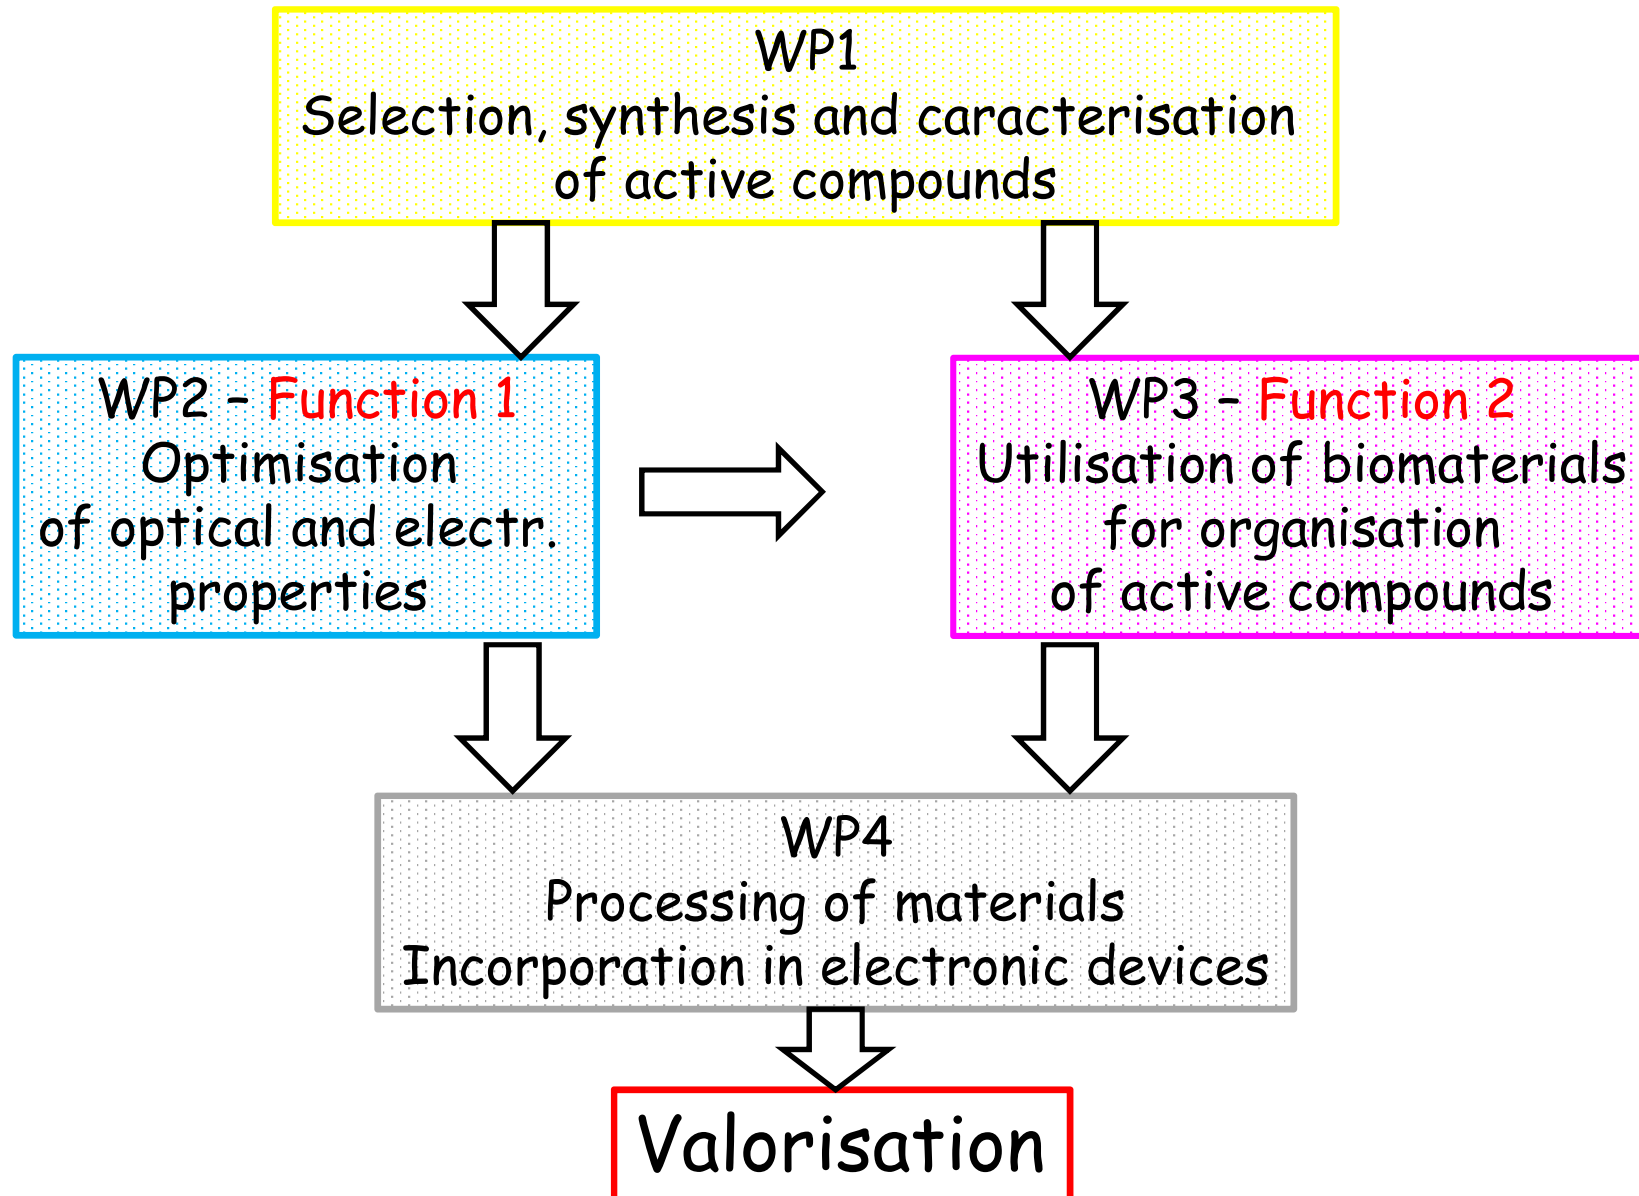 WP1
Selection, synthesis and caracterisation
of active compounds
WP2 – Function 1
Optimisation
of optical and electr.
properties
WP3 – Function 2
Utilisation of biomaterials
for organisation
of active compounds
WP4
Processing of materials
Incorporation in electronic devices
Valorisation